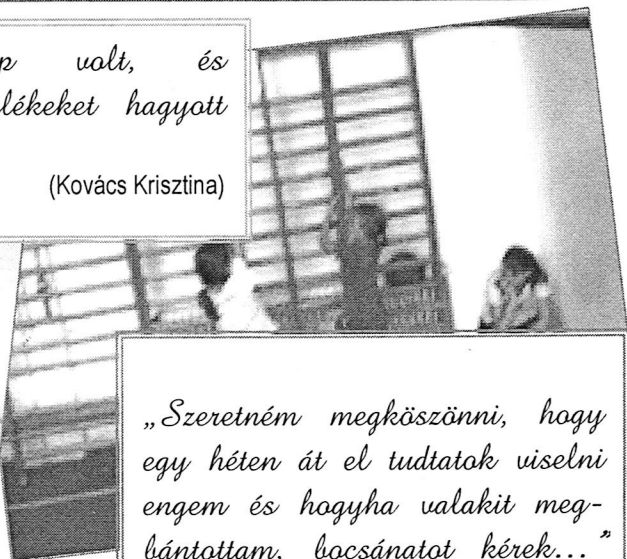 volt, és
hagyott
(Kovács Krisztina)
„Szeretném megköszönni, hogy
egy héten át el tudtatok viselni
engem és hogyha valakit meg-
bántottam, bocsánatot kérek...”